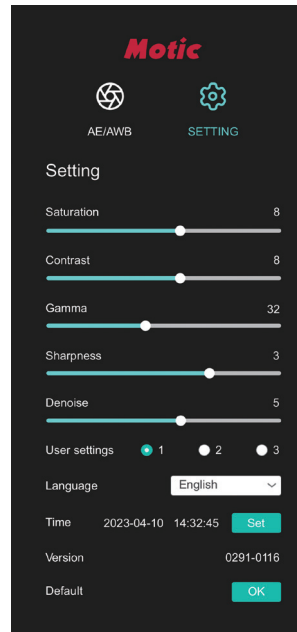 Motic
AE/AWB SETTING
Setting
Saturation 8
Contrast 8
Gamma 32
Sharpness 3
Denoise 5
User settings 1 2 3
Language English
Time 2023-04-10 14:32:45 Set
Version 0291-0116
Default OK